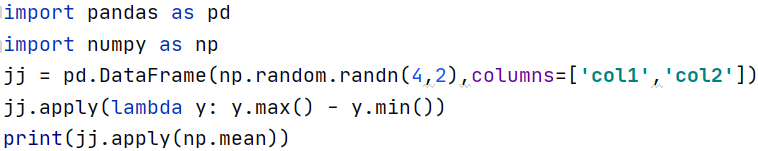 import pandas as pd
import numpy as np
jj = pd.DataFrame(np.random.randn(4,2),columns=['col1','col2'])
jj.apply(lambda y: y.max() - y.min())
print(jj.apply(np.mean))